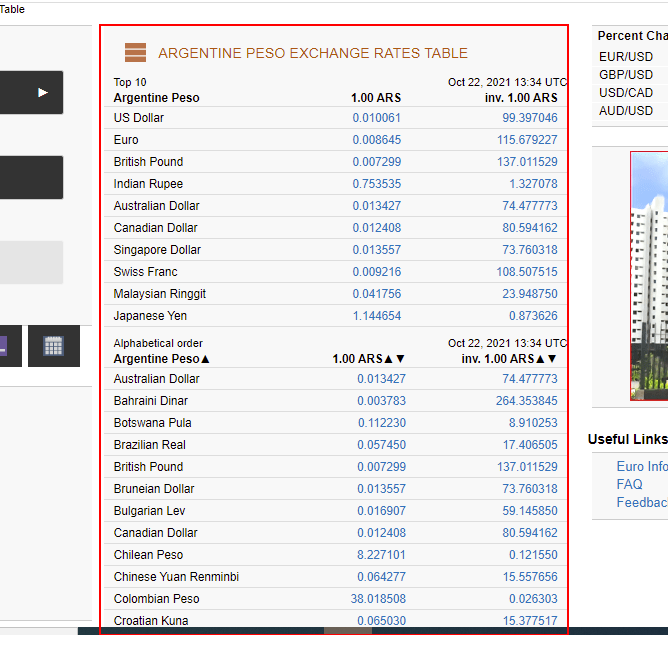 Table
ARGENTINE PESO EXCHANGE RATES TABLE
Top 10 Oct 22, 2021 13:34 UTC
Argentine Peso 1.00 ARS inv. 1.00 ARS
US Dollar 0.010061 99.397046
Euro 0.008645 115.679227
British Pound 0.007299 137.011529
Indian Rupee 0.753535 1.327078
Australian Dollar 0.013427 74.477773
Canadian Dollar 0.012408 80.594162
Singapore Dollar 0.013557 73.760318
Swiss Franc 0.009216 108.507515
Malaysian Ringgit 0.041756 23.948750
Japanese Yen 1.144654 0.873626
Alphabetical order Oct 22, 2021 13:34 UTC
Argentine Peso▲ 1.00 ARS▲▼ inv. 1.00 ARS▲▼
Australian Dollar 0.013427 74.477773
Bahraini Dinar 0.003783 264.353845
Botswana Pula 0.112230 8.910253
Brazilian Real 0.057450 17.406505
British Pound 0.007299 137.011529
Bruneian Dollar 0.013557 73.760318
Bulgarian Lev 0.016907 59.145850
Canadian Dollar 0.012408 80.594162
Chilean Peso 8.227101 0.121550
Chinese Yuan Renminbi 0.064277 15.557656
Colombian Peso 38.018508 0.026303
Croatian Kuna 0.065030 15.377517
Percent Cha
EUR/USD
GBP/USD
USD/CAD
AUD/USD
Useful Links
Euro Info
FAQ
Feedbac